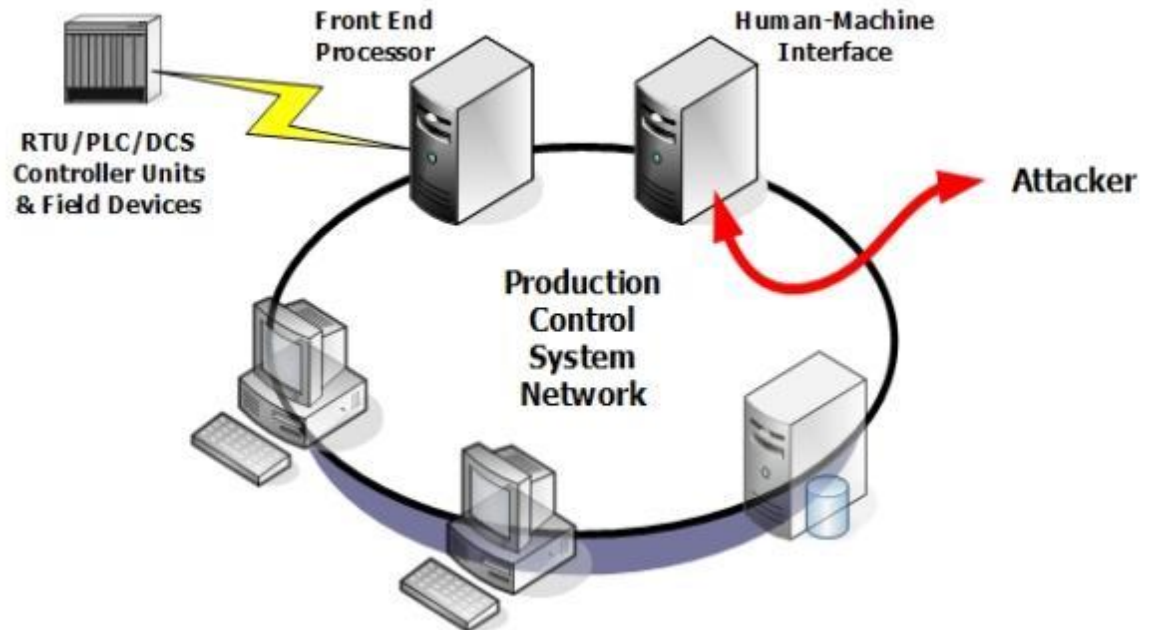 Front End
Processor
Human-Machine
Interface
RTU/PLC/DCS
Controller Units
& Field Devices
Attacker
Production
Control
System
Network